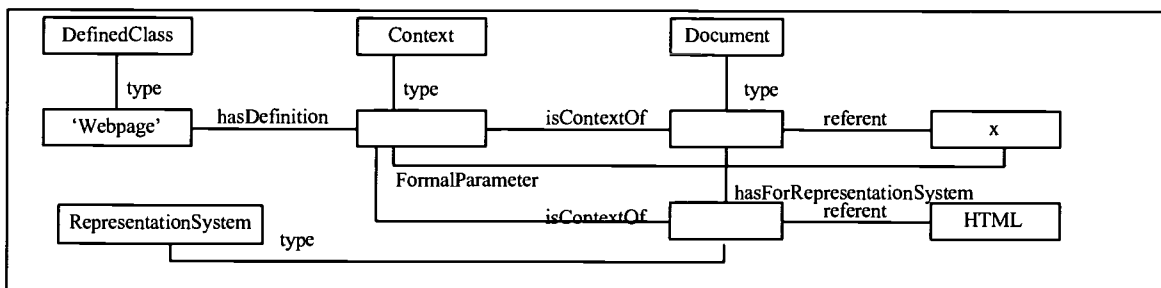 DefinedClass Context Document
type type type
‘Webpage’ hasDefinition isContextOf referent x
FormalParameter
hasForRepresentationSystem
RepresentationSystem isContextOf referent HTML
type